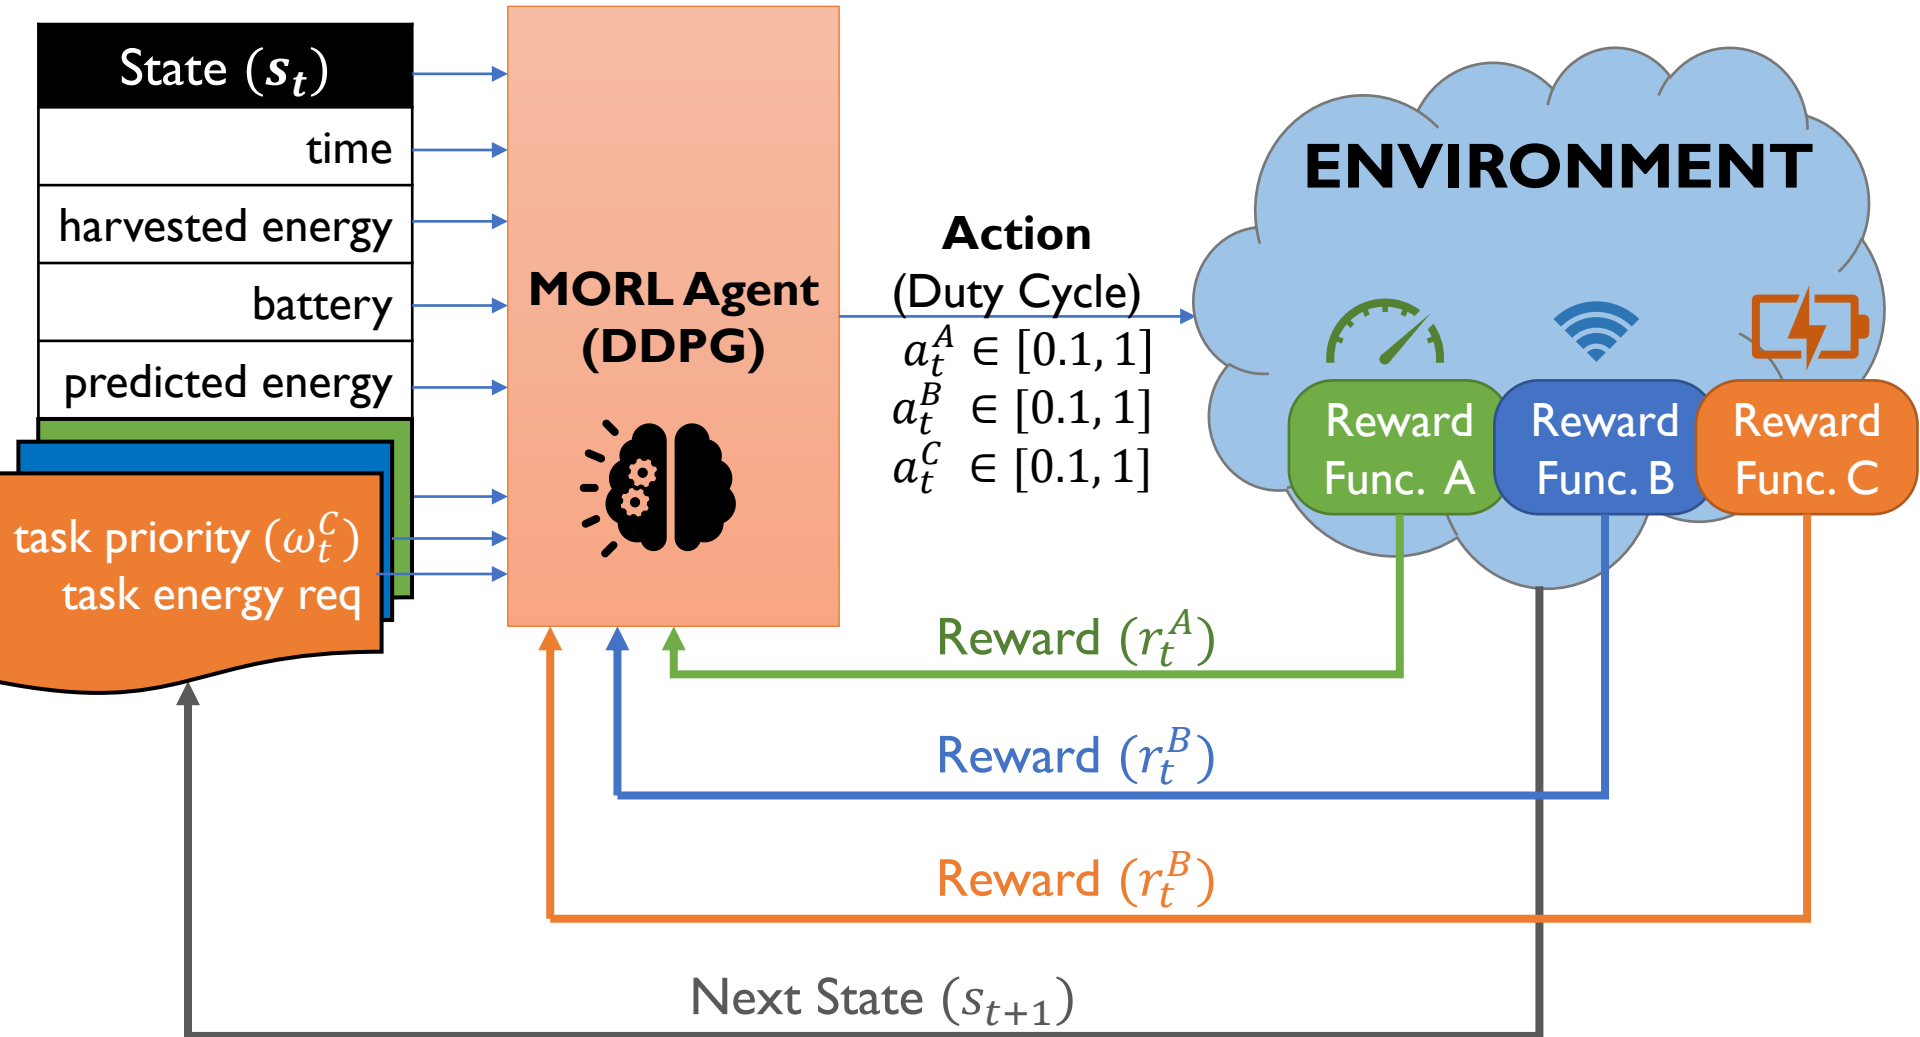 State (𝒔ₜ)
time
harvested energy
battery
predicted energy
task priority (ω_t^C)
task energy req
MORL Agent
(DDPG)
Action
(Duty Cycle)
a_t^A ∈ [0.1, 1]
a_t^B ∈ [0.1, 1]
a_t^C ∈ [0.1, 1]
ENVIRONMENT
Reward
Func. A
Reward
Func. B
Reward
Func. C
Reward (r_t^A)
Reward (r_t^B)
Reward (r_t^B)
Next State (s_{t+1})